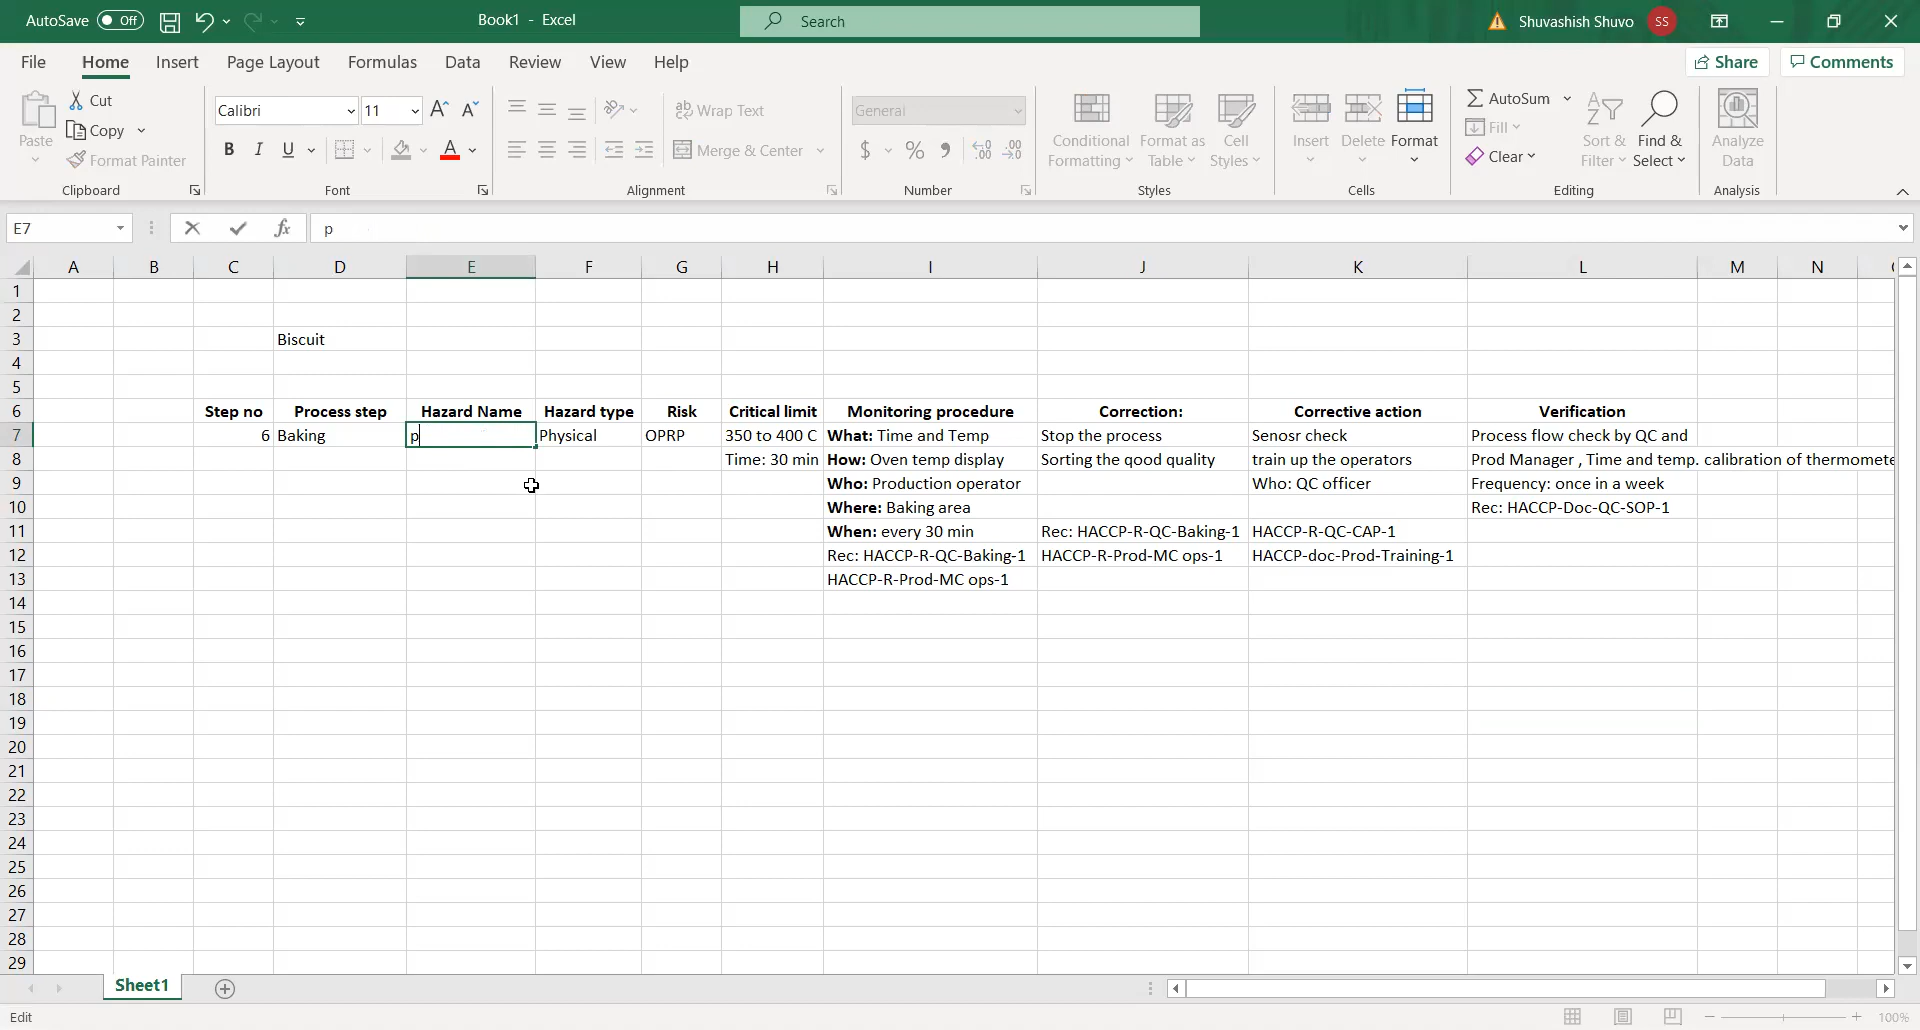 AutoSave Off Book1 - Excel Search Shuvashish Shuvo SS
File Home Insert Page Layout Formulas Data Review View Help Share Comments
Paste
Cut
Copy
Format Painter
Clipboard
Calibri 11
B I U A
Font
Wrap Text
Merge & Center
Alignment
General
$ % 9 .00 .00
Number
Conditional Formatting
Format as Table
Cell Styles
Styles
Insert Delete Format
Cells
AutoSum
Fill
Clear
Sort & Filter
Find & Select
Editing
Analyze Data
Analysis
E7 fx p
A B C D E F G H I J K L M N
1
2
3 Biscuit
4
5
6 Step no Process step Hazard Name Hazard type Risk Critical limit Monitoring procedure Correction: Corrective action Verification
7 6 Baking p Physical OPRP 350 to 400 C What: Time and Temp Stop the process Senosr check Process flow check by QC and
8 Time: 30 min How: Oven temp display Sorting the qood quality train up the operators Prod Manager , Time and temp. calibration of thermomete
9 Who: Production operator Who: QC officer Frequency: once in a week
10 Where: Baking area Rec: HACCP-Doc-QC-SOP-1
11 When: every 30 min Rec: HACCP-R-QC-Baking-1 HACCP-R-QC-CAP-1
12 Rec: HACCP-R-QC-Baking-1 HACCP-R-Prod-MC ops-1 HACCP-doc-Prod-Training-1
13 HACCP-R-Prod-MC ops-1
14
15
16
17
18
19
20
21
22
23
24
25
26
27
28
29
Sheet1
Edit 100%